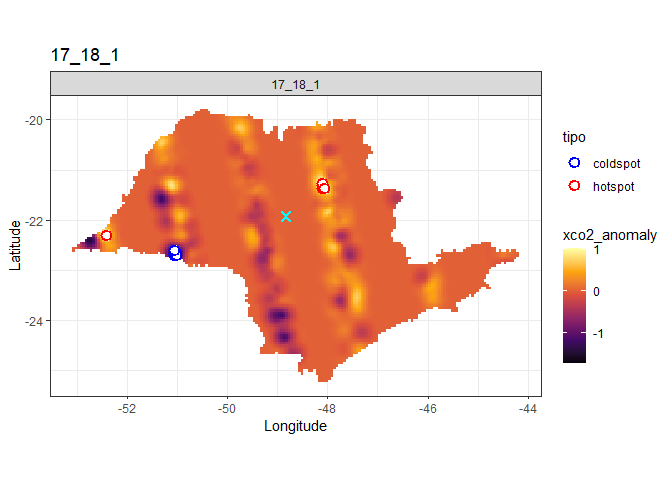 17_18_1
17_18_1
-20
-22
-24
Latitude
-52
-50
-48
-46
-44
Longitude
tipo
coldspot
hotspot
xco2_anomaly
1
0
-1